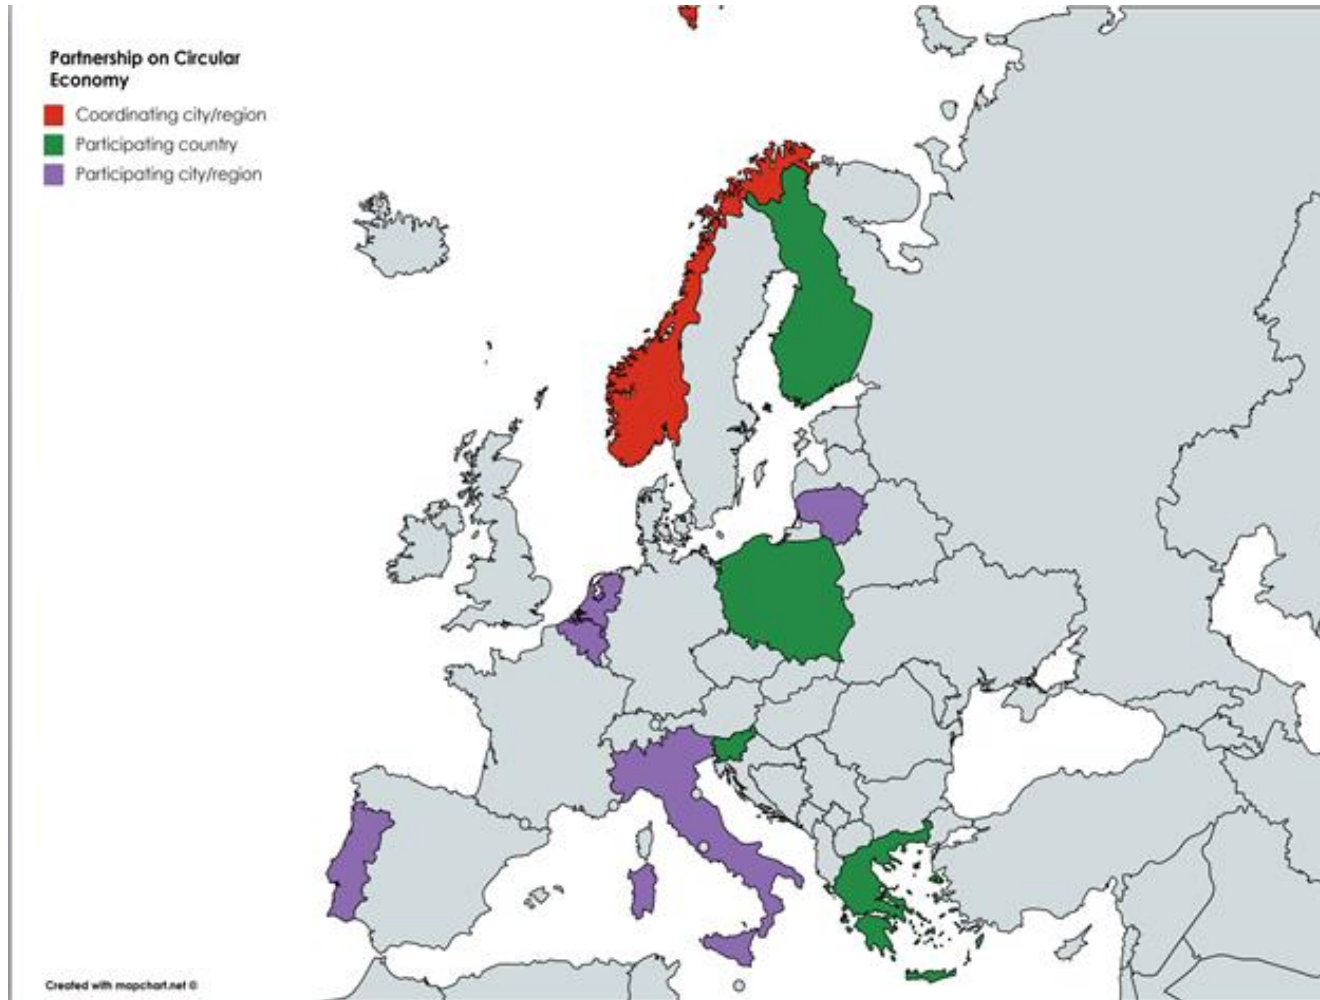 Partnership on Circular
Economy
Coordinating city/region
Participating country
Participating city/region
Created with mapchart.net ©